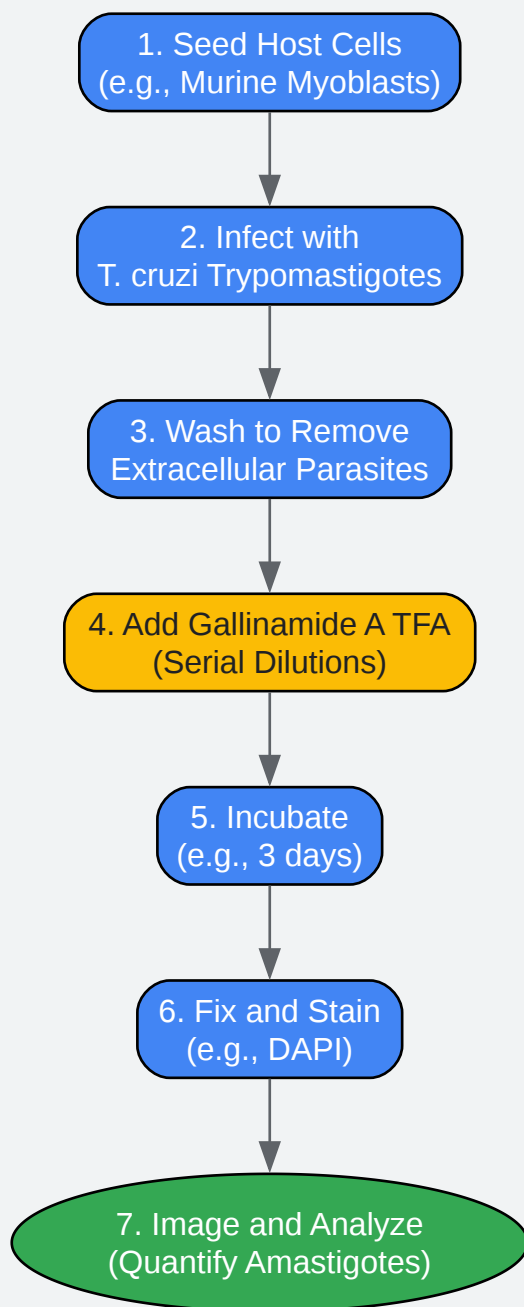 1. Seed Host Cells
(e.g., Murine Myoblasts)
2. Infect with
T. cruzi Trypomastigotes
3. Wash to Remove
Extracellular Parasites
4. Add Gallinamide A TFA
(Serial Dilutions)
5. Incubate
(e.g., 3 days)
6. Fix and Stain
(e.g., DAPI)
7. Image and Analyze
(Quantify Amastigotes)